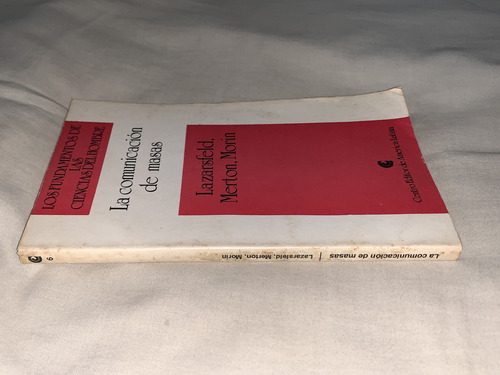 LOS FUNDAMENTOS DE
LAS
CIENCIAS DEL HOMBRE
La comunicación
de masas
Lazarsfeld,
Merton, Morin
Centro Editor de América Latina
La comunicación de masas | Lazarsfeld, Merton, Morin
6